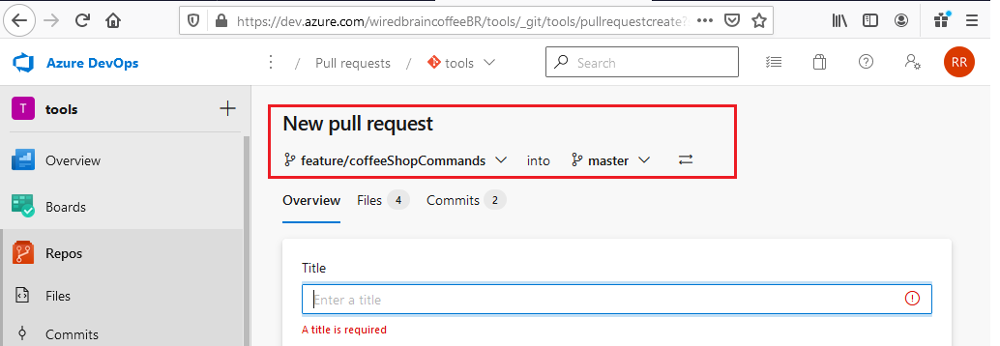 https://dev.azure.com/wiredbraincoffeeBR/tools/_git/tools/pullrequestcreate?
Azure DevOps
/ Pull requests / tools
Search
RR
T tools
Overview
Boards
Repos
Files
Commits
New pull request
feature/coffeeShopCommands into master
Overview Files 4 Commits 2
Title
Enter a title
A title is required